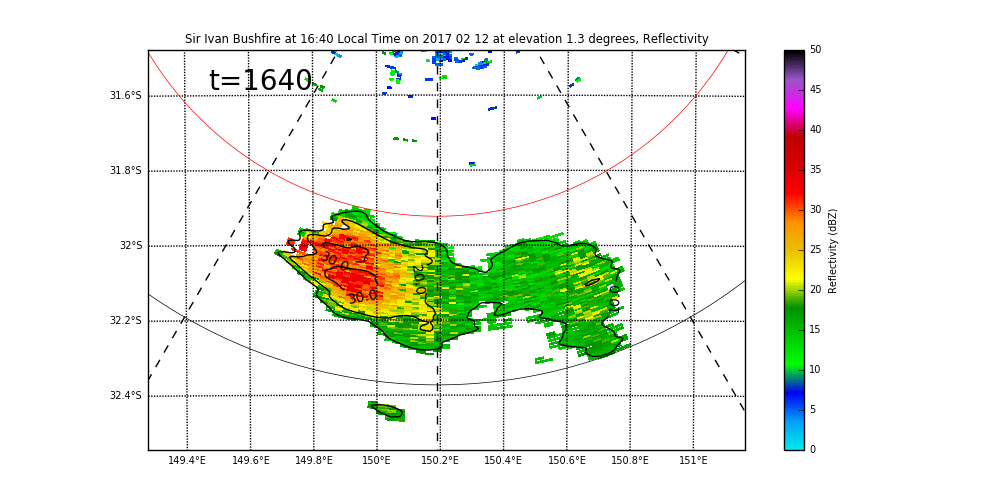 Sir Ivan Bushfire at 16:40 Local Time on 2017 02 12 at elevation 1.3 degrees, Reflectivity
t=1640
31.6°S
31.8°S
32°S
32.2°S
32.4°S
30.0
30.0
20.0
149.4°E 149.6°E 149.8°E 150°E 150.2°E 150.4°E 150.6°E 150.8°E 151°E
50
45
40
35
30
25
20
15
10
5
0
Reflectivity (dBZ)